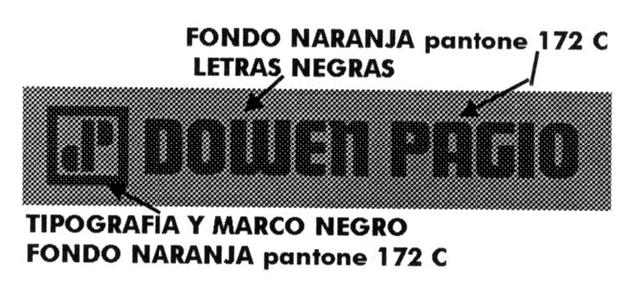 FONDO NARANJA pantone 172 C
LETRAS NEGRAS
dP DOWEN PAGIO
TIPOGRAFIA Y MARCO NEGRO
FONDO NARANJA pantone 172 C